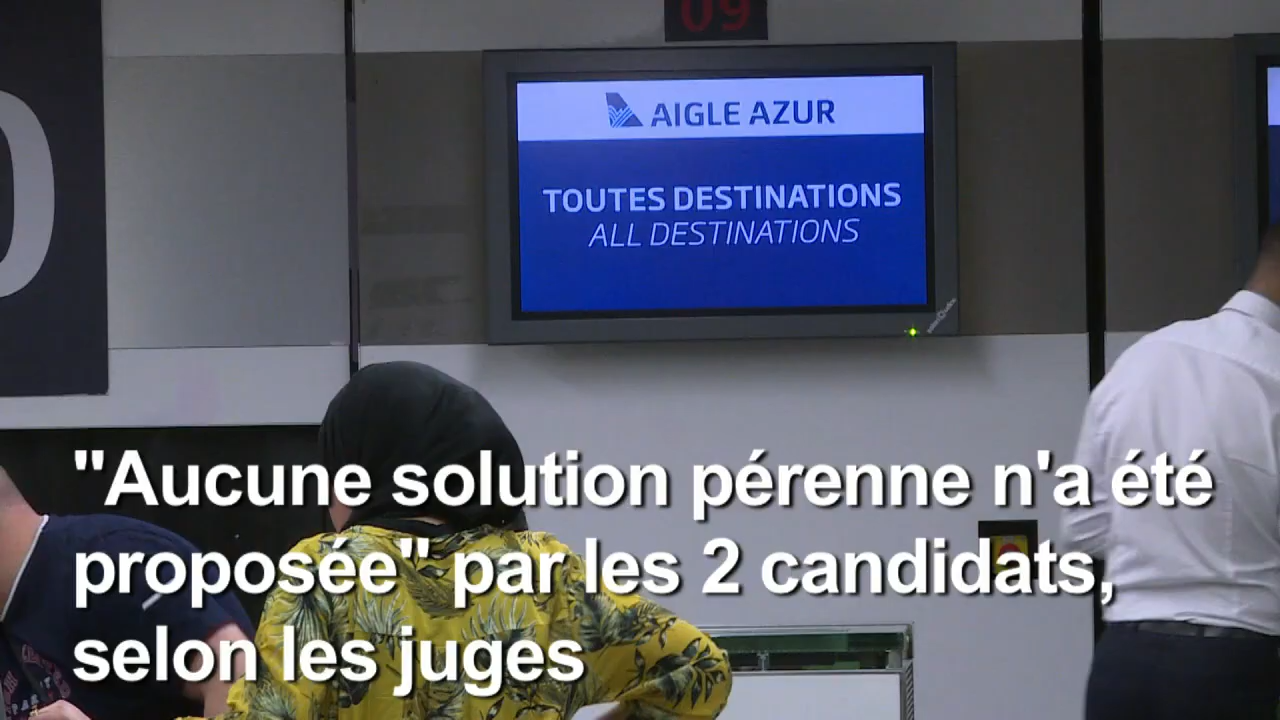 09
AIGLE AZUR
TOUTES DESTINATIONS
ALL DESTINATIONS
"Aucune solution pérenne n'a été
proposée" par les 2 candidats,
selon les juges